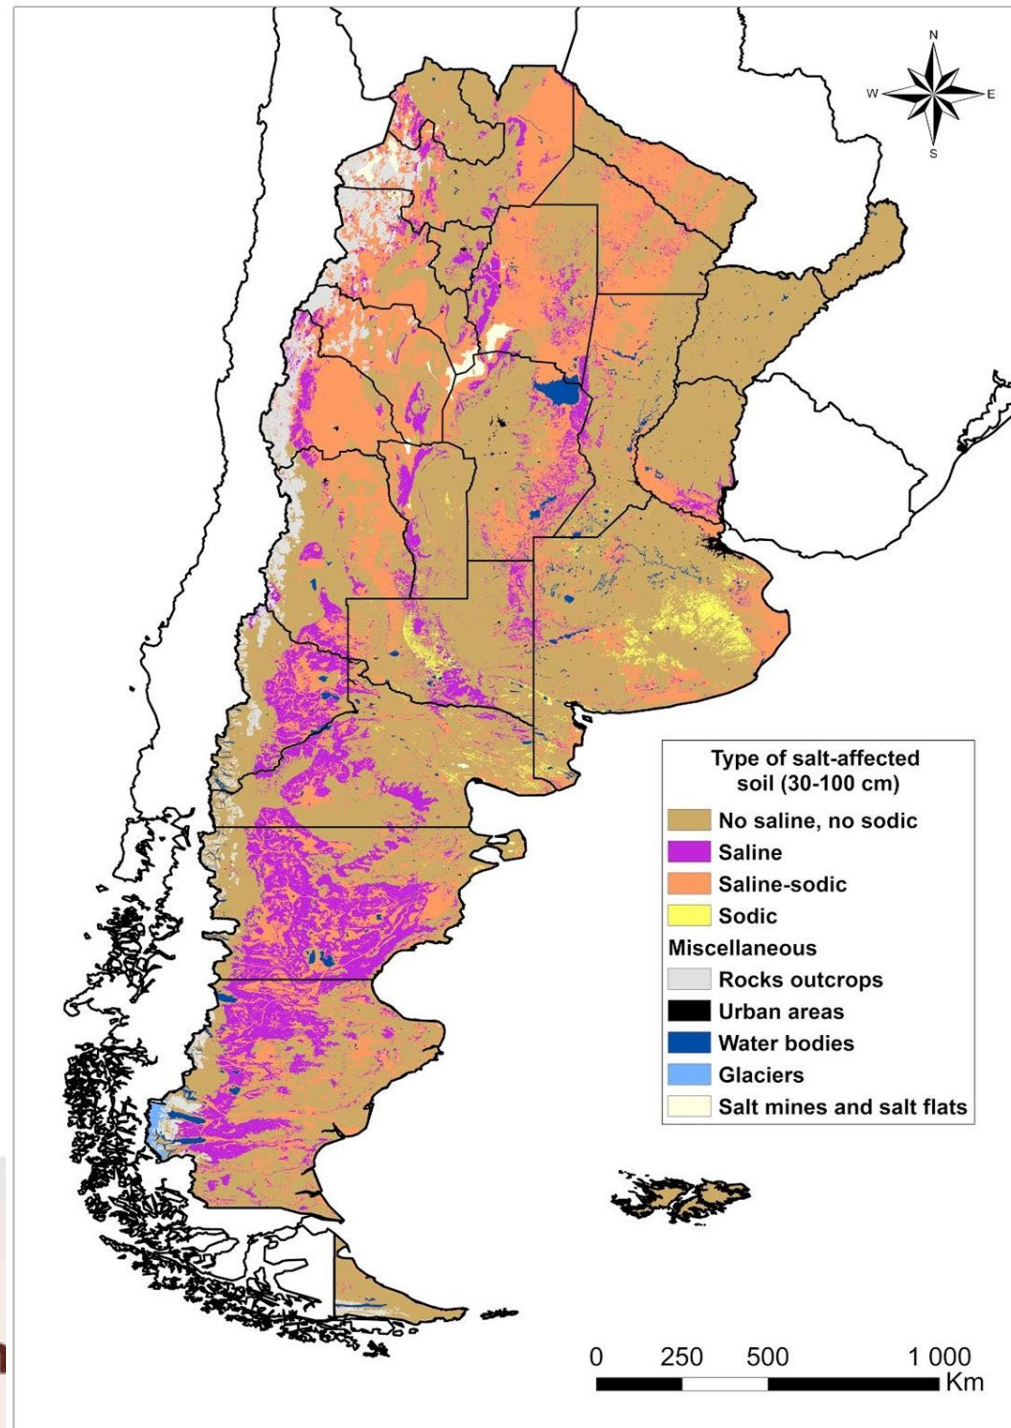 N
W E
S
Type of salt-affected
soil (30-100 cm)
No saline, no sodic
Saline
Saline-sodic
Sodic
Miscellaneous
Rocks outcrops
Urban areas
Water bodies
Glaciers
Salt mines and salt flats
0 250 500 1 000
Km